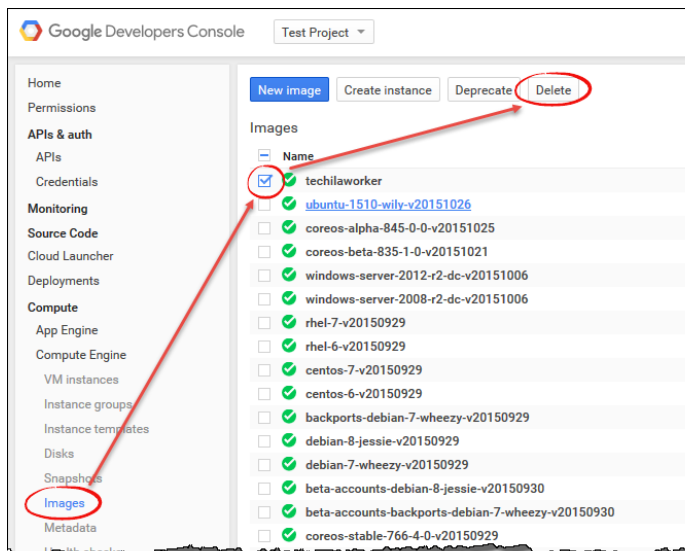 Google Developers Console
Test Project
Home
Permissions
APIs & auth
APIs
Credentials
Monitoring
Source Code
Cloud Launcher
Deployments
Compute
App Engine
Compute Engine
VM instances
Instance groups
Instance templates
Disks
Snapshots
Images
Metadata
Health checks
New image
Create instance
Deprecate
Delete
Images
Name
techilaworker
ubuntu-1510-wily-v20151026
coreos-alpha-845-0-0-v20151025
coreos-beta-835-1-0-v20151021
windows-server-2012-r2-dc-v20151006
windows-server-2008-r2-dc-v20151006
rhel-7-v20150929
rhel-6-v20150929
centos-7-v20150929
centos-6-v20150929
backports-debian-7-wheezy-v20150929
debian-8-jessie-v20150929
debian-7-wheezy-v20150929
beta-accounts-debian-8-jessie-v20150930
beta-accounts-backports-debian-7-wheezy-v20150930
coreos-stable-766-4-0-v20150929